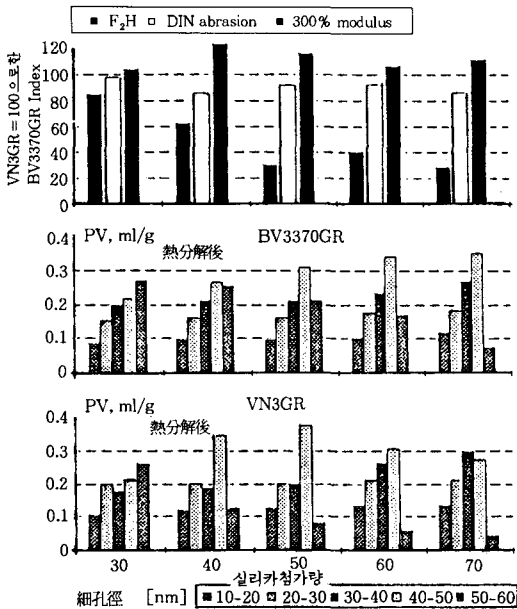 ■ F₂H □ DIN abrasion ■ 300% modulus
VN3GR=100으로한
BV3370GR Index
120
100
80
60
40
20
0
PV, ml/g
熱分解後
BV3370GR
0.4
0.3
0.2
0.1
0
PV, ml/g
熱分解後
VN3GR
0.4
0.3
0.2
0.1
0
30 40 50 60 70
실리카첨가량
細孔徑 [nm] 10-20 20-30 30-40 40-50 50-60